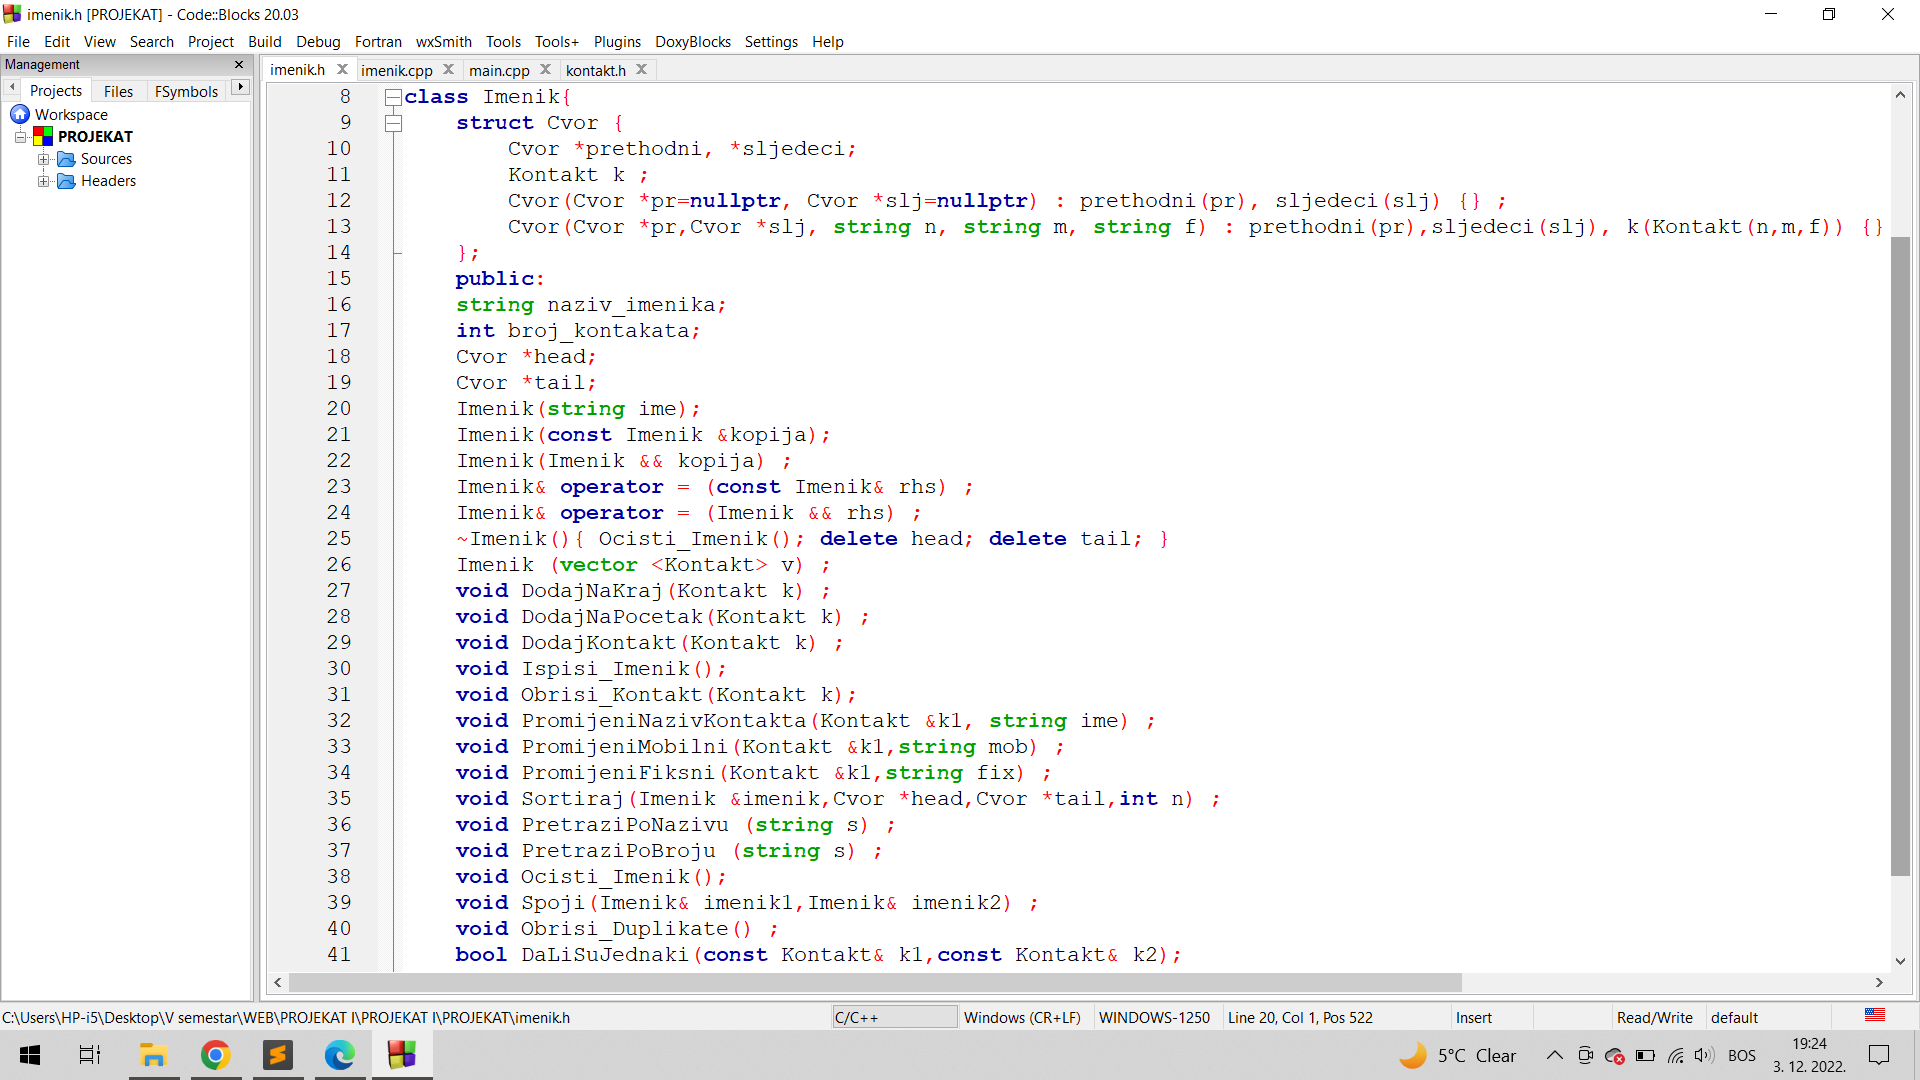 imenik.h [PROJEKAT] - Code::Blocks 20.03
File Edit View Search Project Build Debug Fortran wxSmith Tools Tools+ Plugins DoxyBlocks Settings Help
Management
Projects Files FSymbols
Workspace
PROJEKAT
Sources
Headers
imenik.h imenik.cpp main.cpp kontakt.h
8 class Imenik{
9 struct Cvor {
10 Cvor *prethodni, *sljedeci;
11 Kontakt k ;
12 Cvor(Cvor *pr=nullptr, Cvor *slj=nullptr) : prethodni(pr), sljedeci(slj) {} ;
13 Cvor(Cvor *pr,Cvor *slj, string n, string m, string f) : prethodni(pr),sljedeci(slj), k(Kontakt(n,m,f)) {}
14 };
15 public:
16 string naziv_imenika;
17 int broj_kontakata;
18 Cvor *head;
19 Cvor *tail;
20 Imenik(string ime);
21 Imenik(const Imenik &kopija);
22 Imenik(Imenik && kopija) ;
23 Imenik& operator = (const Imenik& rhs) ;
24 Imenik& operator = (Imenik && rhs) ;
25 ~Imenik(){ Ocisti_Imenik(); delete head; delete tail; }
26 Imenik (vector <Kontakt> v) ;
27 void DodajNaKraj(Kontakt k) ;
28 void DodajNaPocetak(Kontakt k) ;
29 void DodajKontakt(Kontakt k) ;
30 void Ispisi_Imenik();
31 void Obrisi_Kontakt(Kontakt k);
32 void PromijeniNazivKontakta(Kontakt &k1, string ime) ;
33 void PromijeniMobilni(Kontakt &k1,string mob) ;
34 void PromijeniFiksni(Kontakt &k1,string fix) ;
35 void Sortiraj(Imenik &imenik,Cvor *head,Cvor *tail,int n) ;
36 void PretraziPoNazivu (string s) ;
37 void PretraziPoBroju (string s) ;
38 void Ocisti_Imenik();
39 void Spoji(Imenik& imenik1,Imenik& imenik2) ;
40 void Obrisi_Duplikate() ;
41 bool DaLiSuJednaki(const Kontakt& k1,const Kontakt& k2);
C:\Users\HP-i5\Desktop\V semestar\WEB\PROJEKAT I\PROJEKAT I\PROJEKAT\imenik.h C/C++ Windows (CR+LF) WINDOWS-1250 Line 20, Col 1, Pos 522 Insert Read/Write default
5°C Clear BOS 19:24
3. 12. 2022.